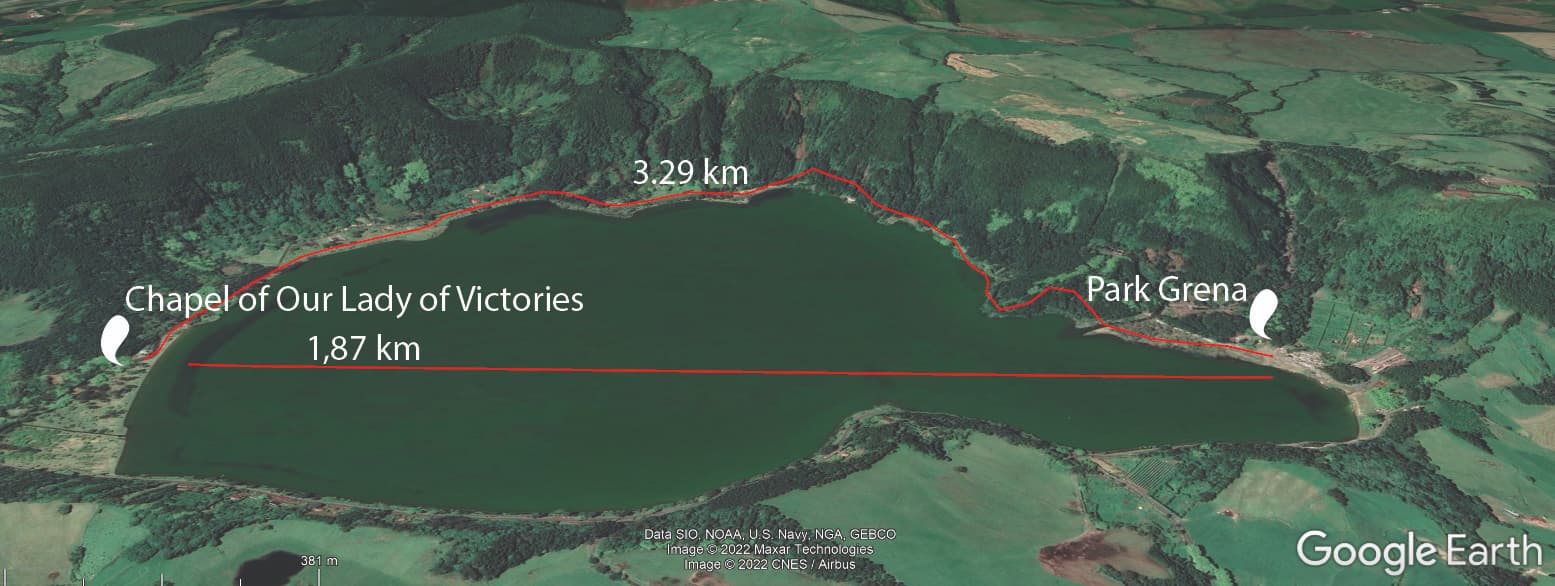 3.29 km
Park Grena
Chapel of Our Lady of Victories
1,87 km
Data SIO, NOAA, U.S. Navy, NGA, GEBCO
Image © 2022 Maxar Technologies
Image © 2022 CNES / Airbus
381 m
Google Earth